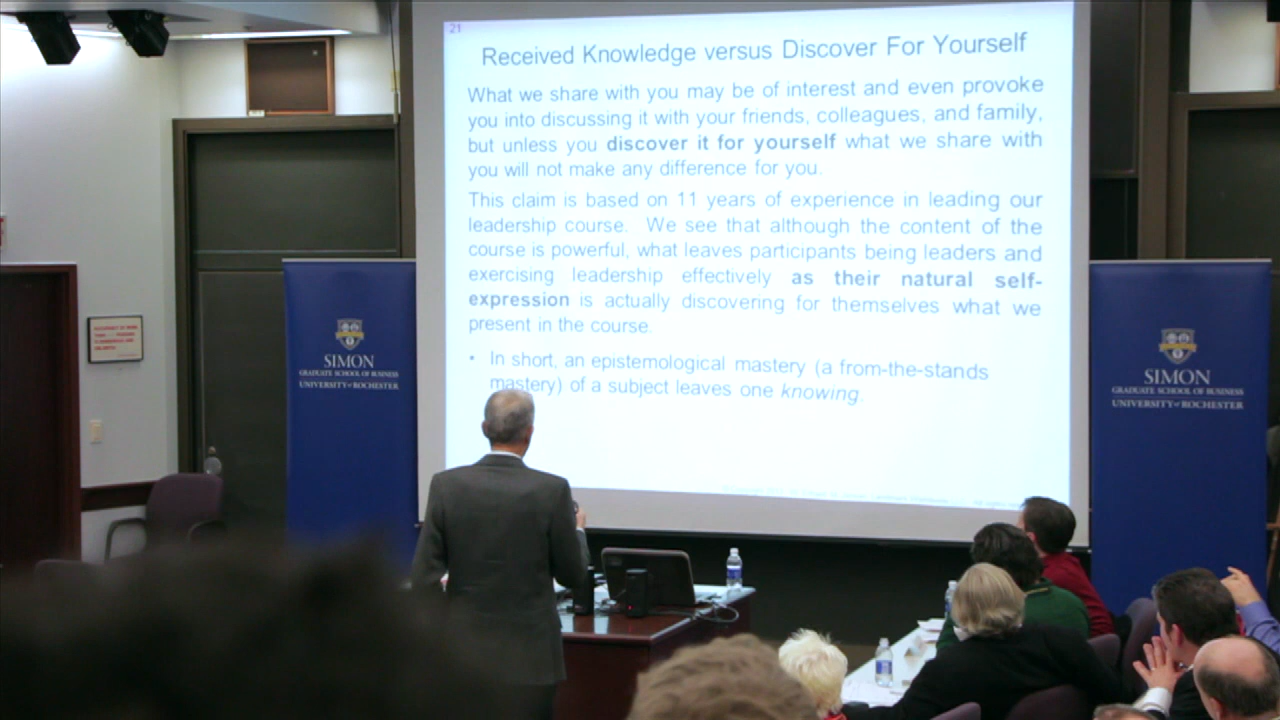 21
Received Knowledge versus Discover For Yourself
What we share with you may be of interest and even provoke
you into discussing it with your friends, colleagues, and family,
but unless you discover it for yourself what we share with
you will not make any difference for you.
This claim is based on 11 years of experience in leading our
leadership course. We see that although the content of the
course is powerful, what leaves participants being leaders and
exercising leadership effectively as their natural self-
expression is actually discovering for themselves what we
present in the course.
• In short, an epistemological mastery (a from-the-stands
mastery) of a subject leaves one knowing.
SIMON
GRADUATE SCHOOL OF BUSINESS
UNIVERSITY of ROCHESTER
SIMON
GRADUATE SCHOOL OF BUSINESS
UNIVERSITY of ROCHESTER